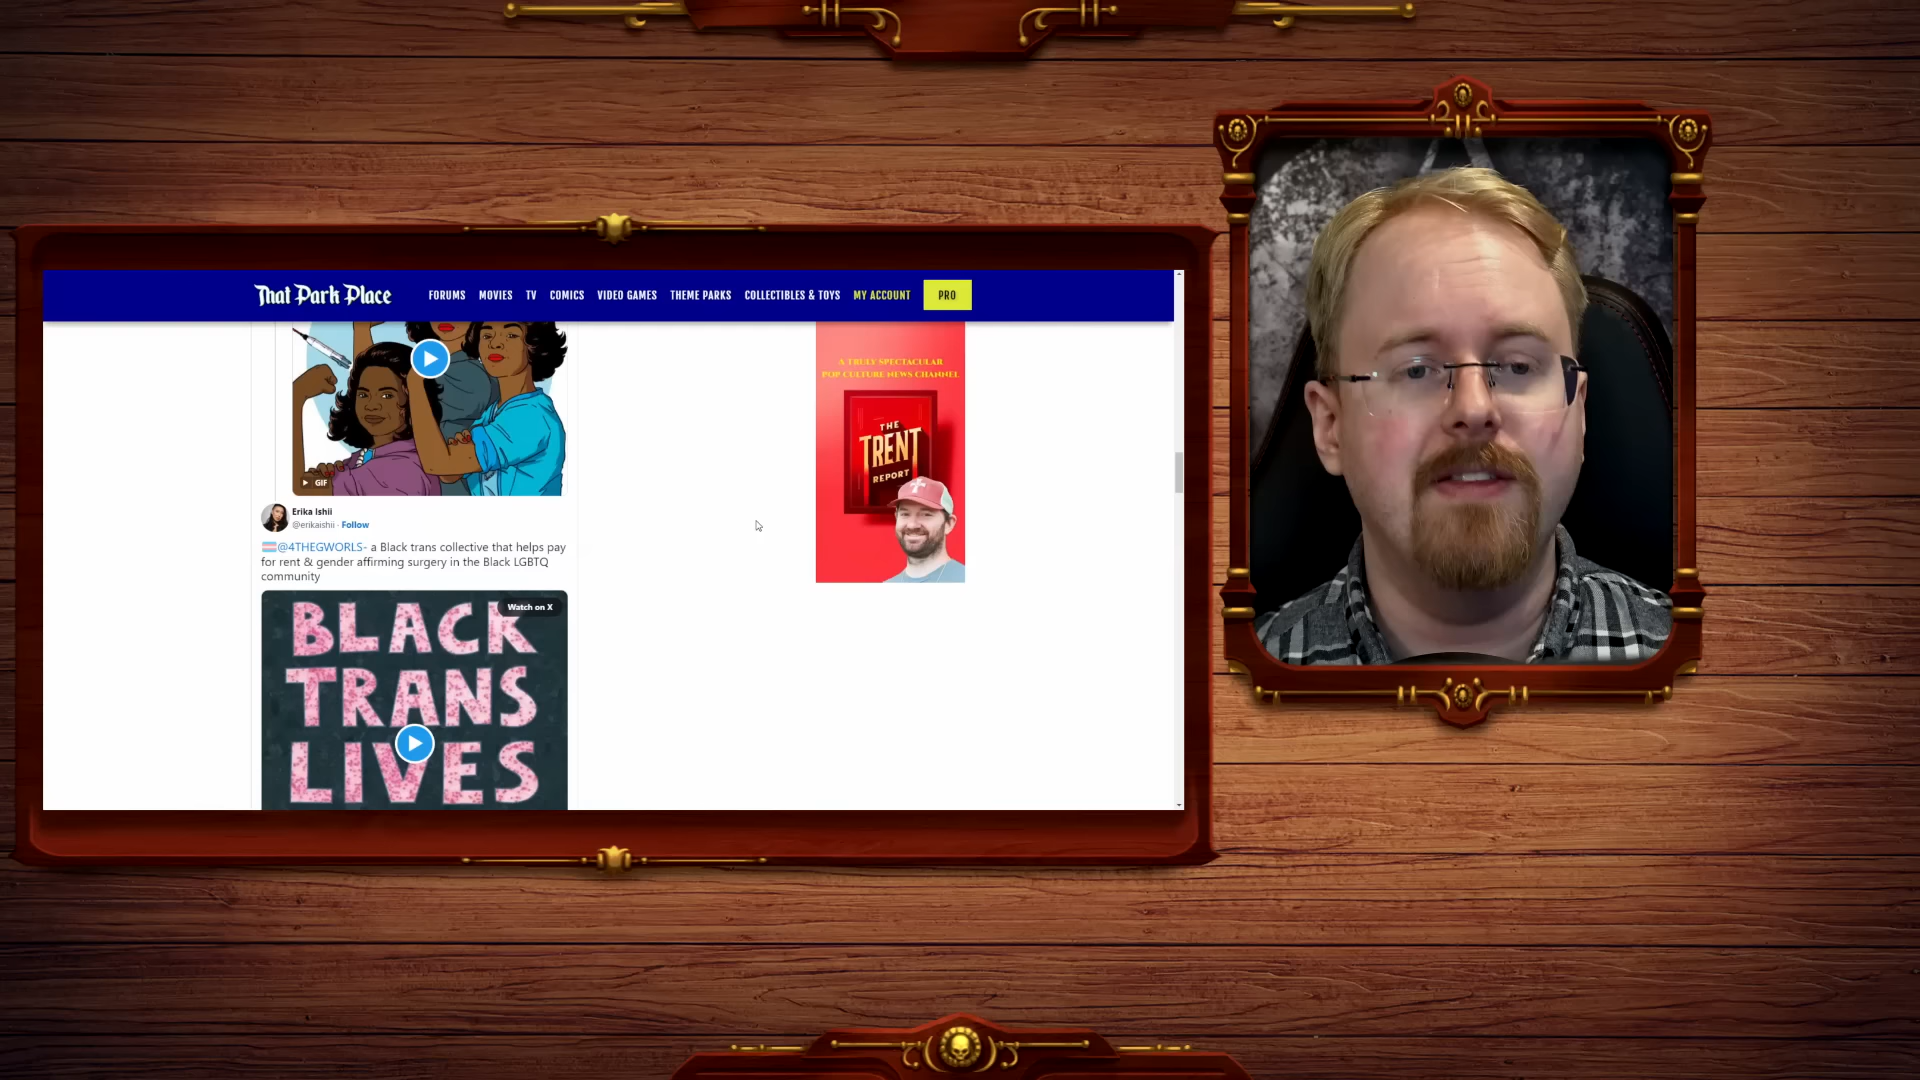 That Park Place
FORUMS MOVIES TV COMICS VIDEO GAMES THEME PARKS COLLECTIBLES & TOYS MY ACCOUNT PRO
GIF
Erika Ishii
@erikaishii · Follow
@4THEGWORLS- a Black trans collective that helps pay
for rent & gender affirming surgery in the Black LGBTQ
community
Watch on X
BLACK
TRANS
LIVES
A TRULY SPECTACULAR
POP CULTURE NEWS CHANNEL
THE
TRENT
REPORT